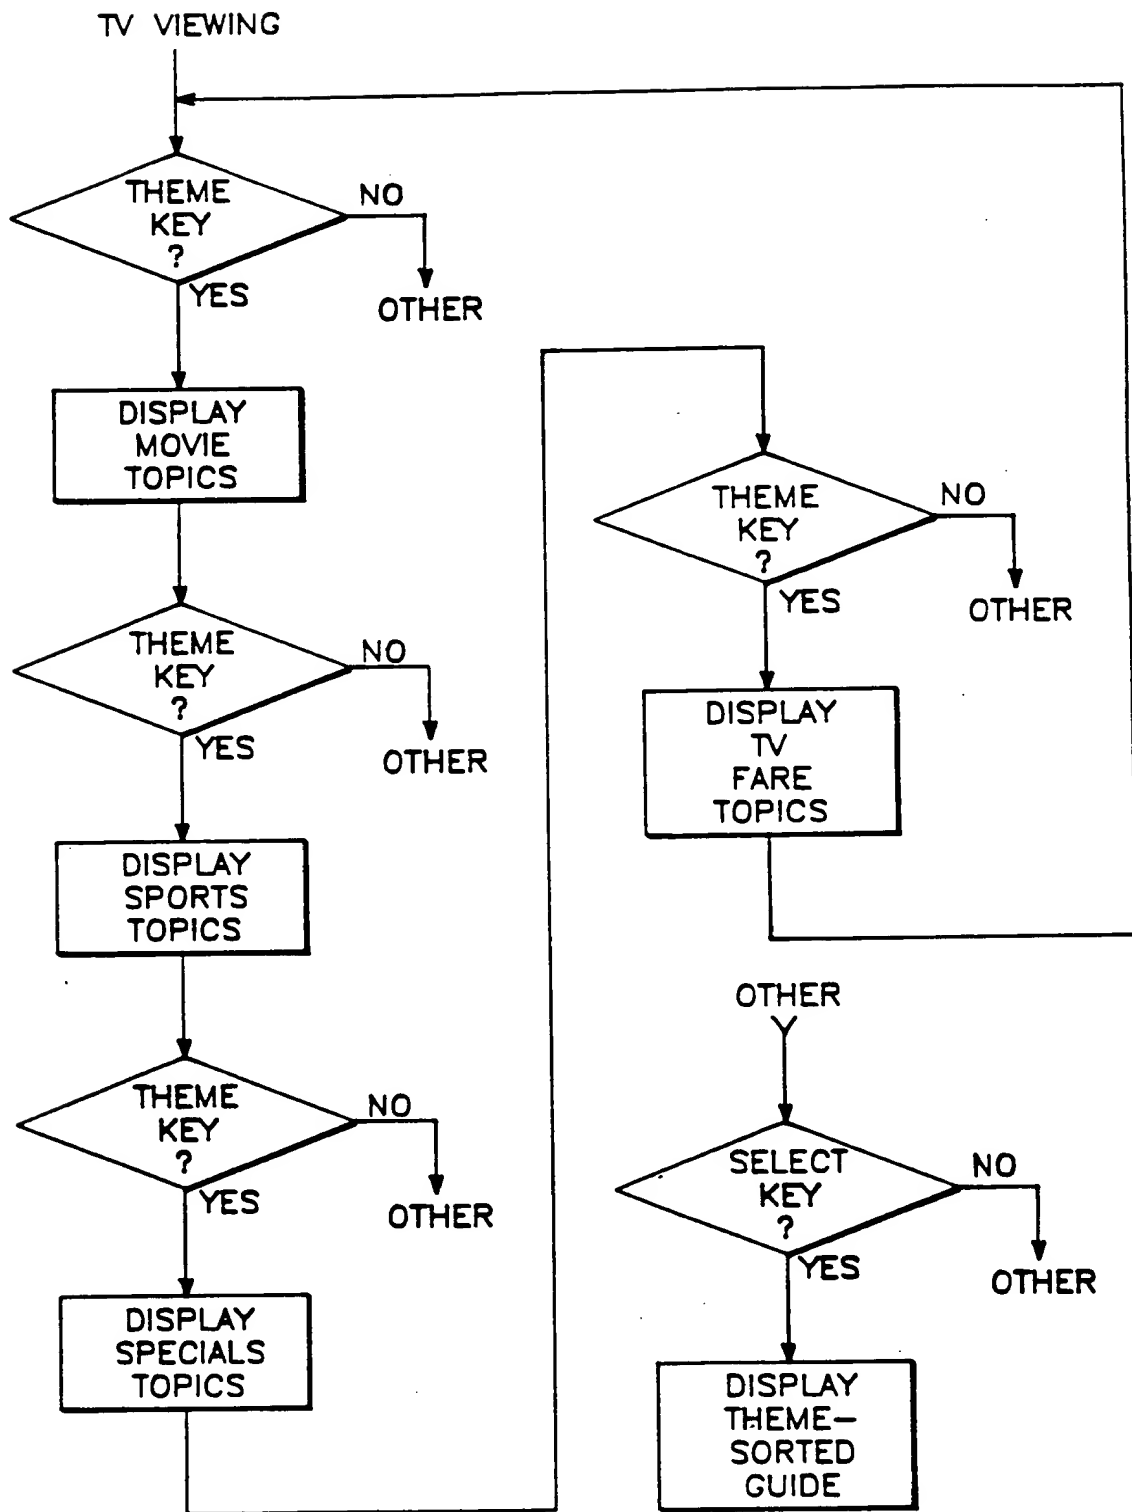 TV VIEWING
THEME
KEY
?
NO
YES
OTHER
DISPLAY
MOVIE
TOPICS
THEME
KEY
?
NO
YES
OTHER
DISPLAY
SPORTS
TOPICS
THEME
KEY
?
NO
YES
OTHER
DISPLAY
SPECIALS
TOPICS
THEME
KEY
?
NO
YES
OTHER
DISPLAY
TV
FARE
TOPICS
OTHER
SELECT
KEY
?
NO
YES
OTHER
DISPLAY
THEME-
SORTED
GUIDE